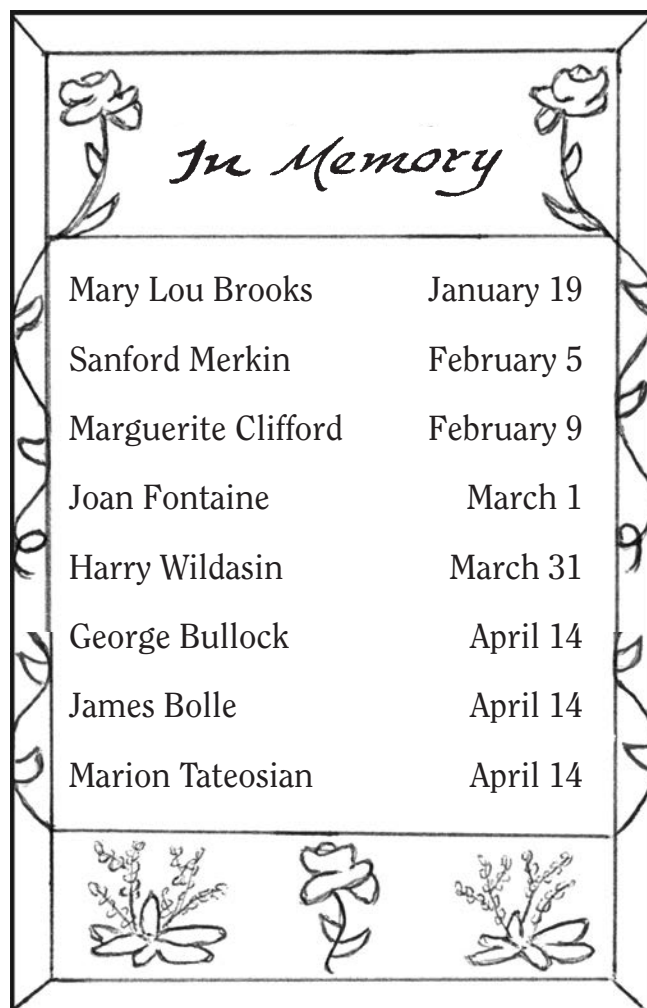 In Memory
Mary Lou Brooks January 19
Sanford Merkin February 5
Marguerite Clifford February 9
Joan Fontaine March 1
Harry Wildasin March 31
George Bullock April 14
James Bolle April 14
Marion Tateosian April 14